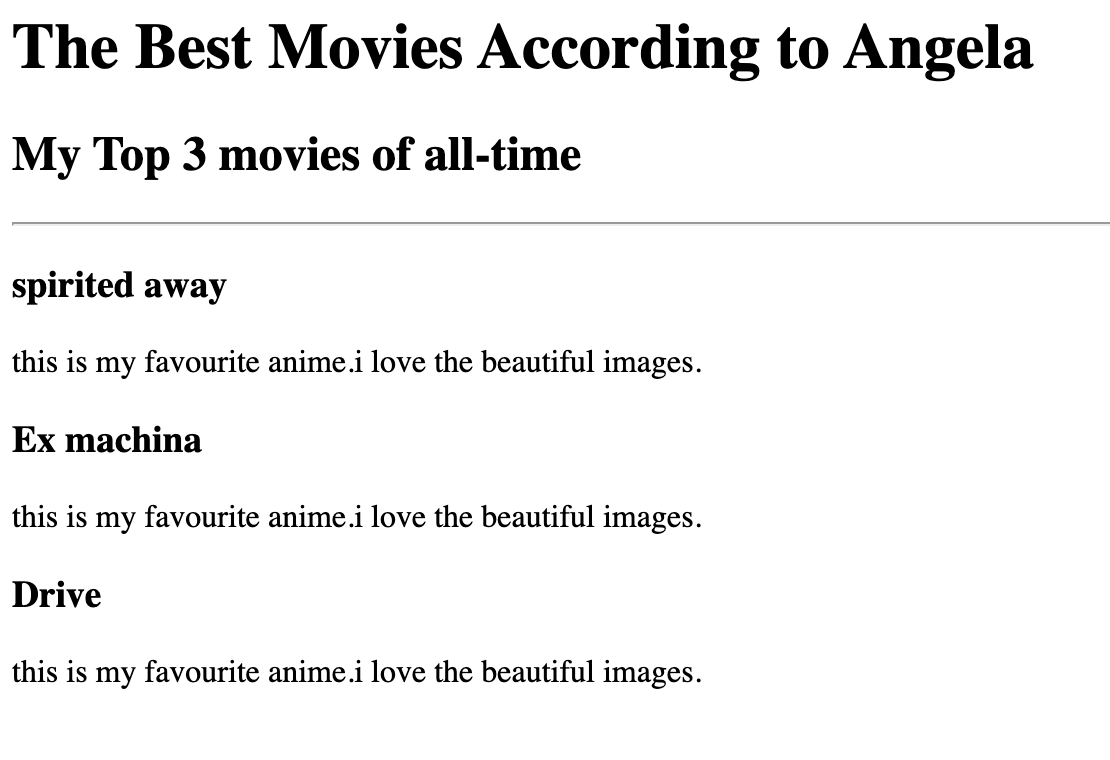 The Best Movies According to Angela
My Top 3 movies of all-time
spirited away
this is my favourite anime.i love the beautiful images.
Ex machina
this is my favourite anime.i love the beautiful images.
Drive
this is my favourite anime.i love the beautiful images.